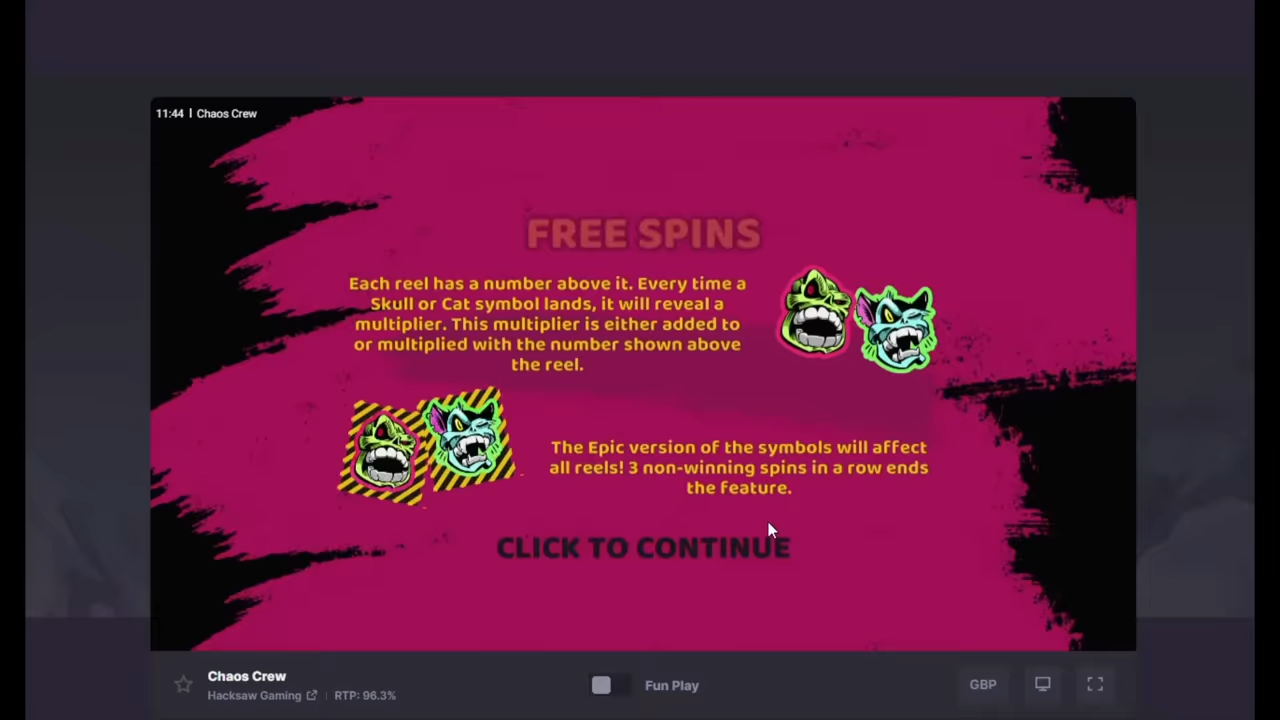 11:44 | Chaos Crew
FREE SPINS
Each reel has a number above it. Every time a
Skull or Cat symbol lands, it will reveal a
multiplier. This multiplier is either added to
or multiplied with the number shown above
the reel.
The Epic version of the symbols will affect
all reels! 3 non-winning spins in a row ends
the feature.
CLICK TO CONTINUE
Chaos Crew
Hacksaw Gaming | RTP: 96.3%
Fun Play
GBP